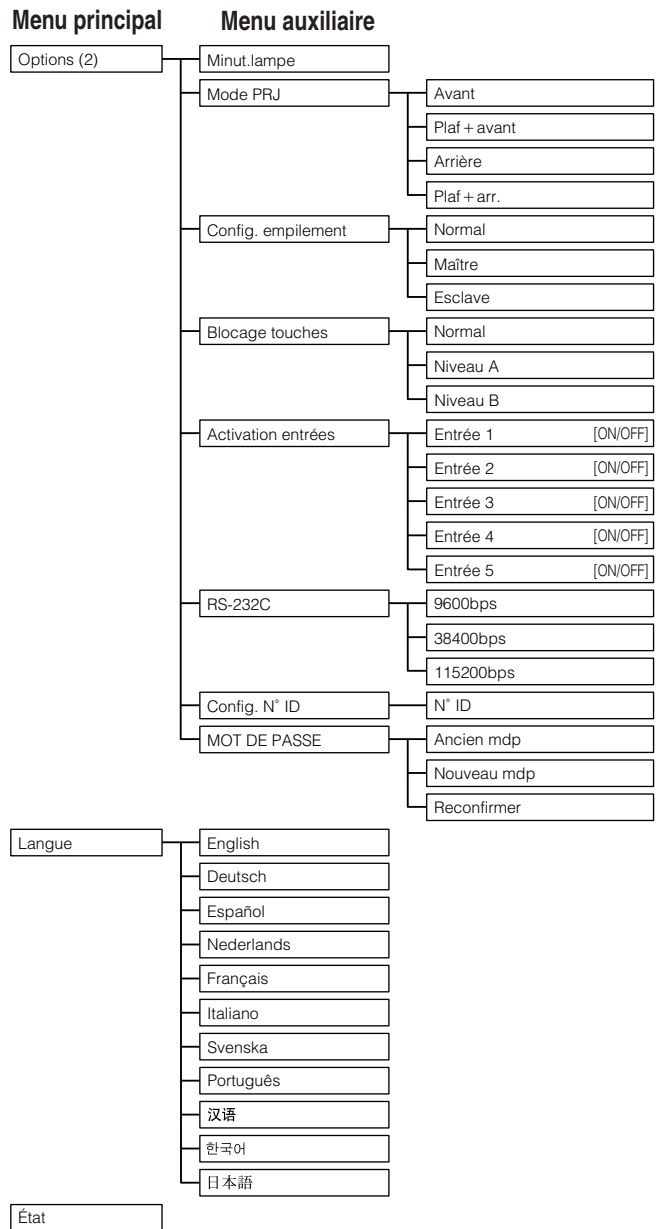 Menu principal Menu auxiliaire
Options (2) Minut.lampe
Mode PRJ Avant
Plaf+avant
Arrière
Plaf+arr.
Config. empilement Normal
Maître
Esclave
Blocage touches Normal
Niveau A
Niveau B
Activation entrées Entrée 1 [ON/OFF]
Entrée 2 [ON/OFF]
Entrée 3 [ON/OFF]
Entrée 4 [ON/OFF]
Entrée 5 [ON/OFF]
RS-232C 9600bps
38400bps
115200bps
Config. N° ID N° ID
MOT DE PASSE Ancien mdp
Nouveau mdp
Reconfirmer
Langue English
Deutsch
Español
Nederlands
Français
Italiano
Svenska
Português
汉语
한국어
日本語
État